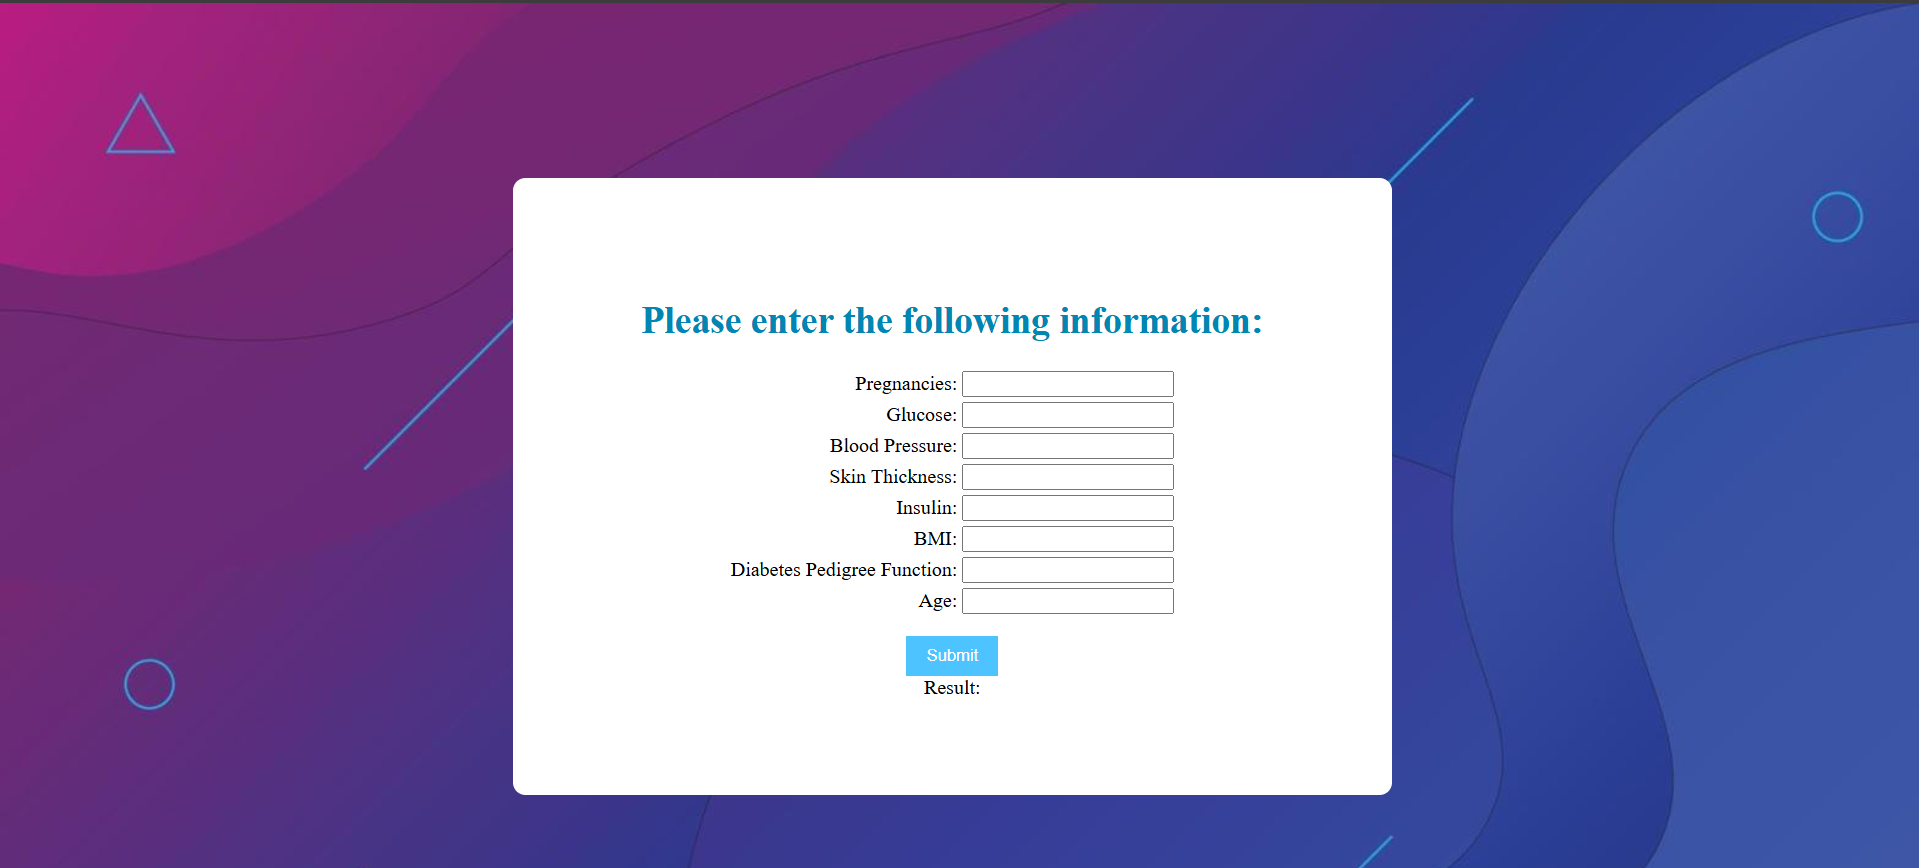 Please enter the following information:
Pregnancies:
Glucose:
Blood Pressure:
Skin Thickness:
Insulin:
BMI:
Diabetes Pedigree Function:
Age:
Submit
Result: